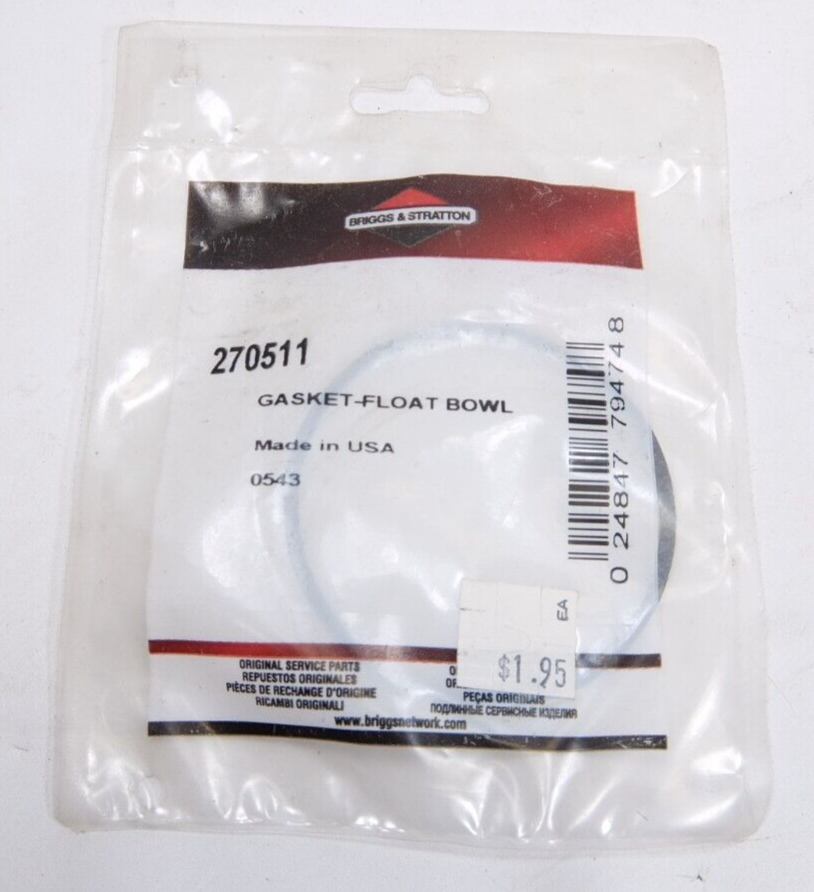 BRIGGS & STRATTON
270511
GASKET-FLOAT BOWL
Made in USA
0543
0 24847 79474 8
EA
$1.95
ORIGINAL SERVICE PARTS
REPUESTOS ORIGINALES
PIÈCES DE RECHANGE D'ORIGINE
RICAMBI ORIGINALI
PEÇAS ORIGINAIS
ПОДЛИННЫЕ СЕРВИСНЫЕ ИЗДЕЛИЯ
www.briggsnetwork.com